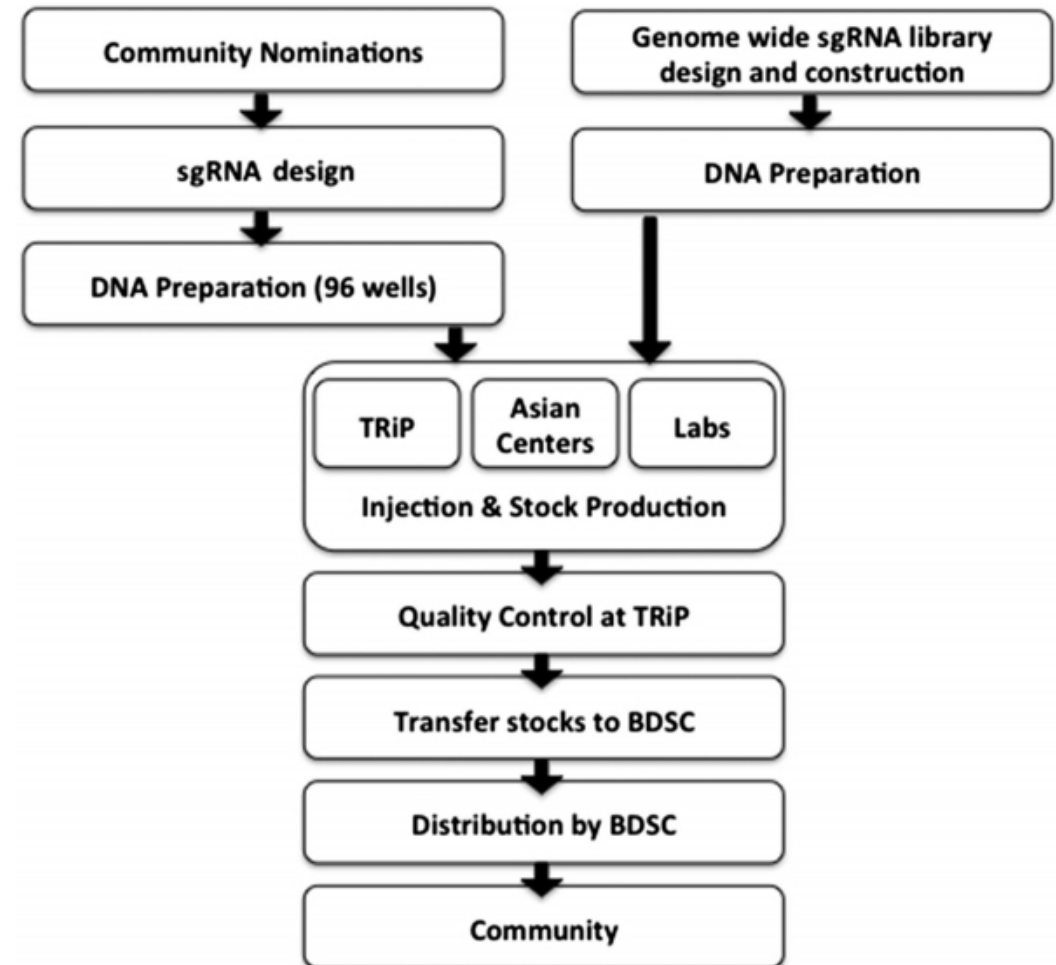 Community Nominations
Genome wide sgRNA library
design and construction
sgRNA design
DNA Preparation
DNA Preparation (96 wells)
TRiP
Asian
Centers
Labs
Injection & Stock Production
Quality Control at TRiP
Transfer stocks to BDSC
Distribution by BDSC
Community